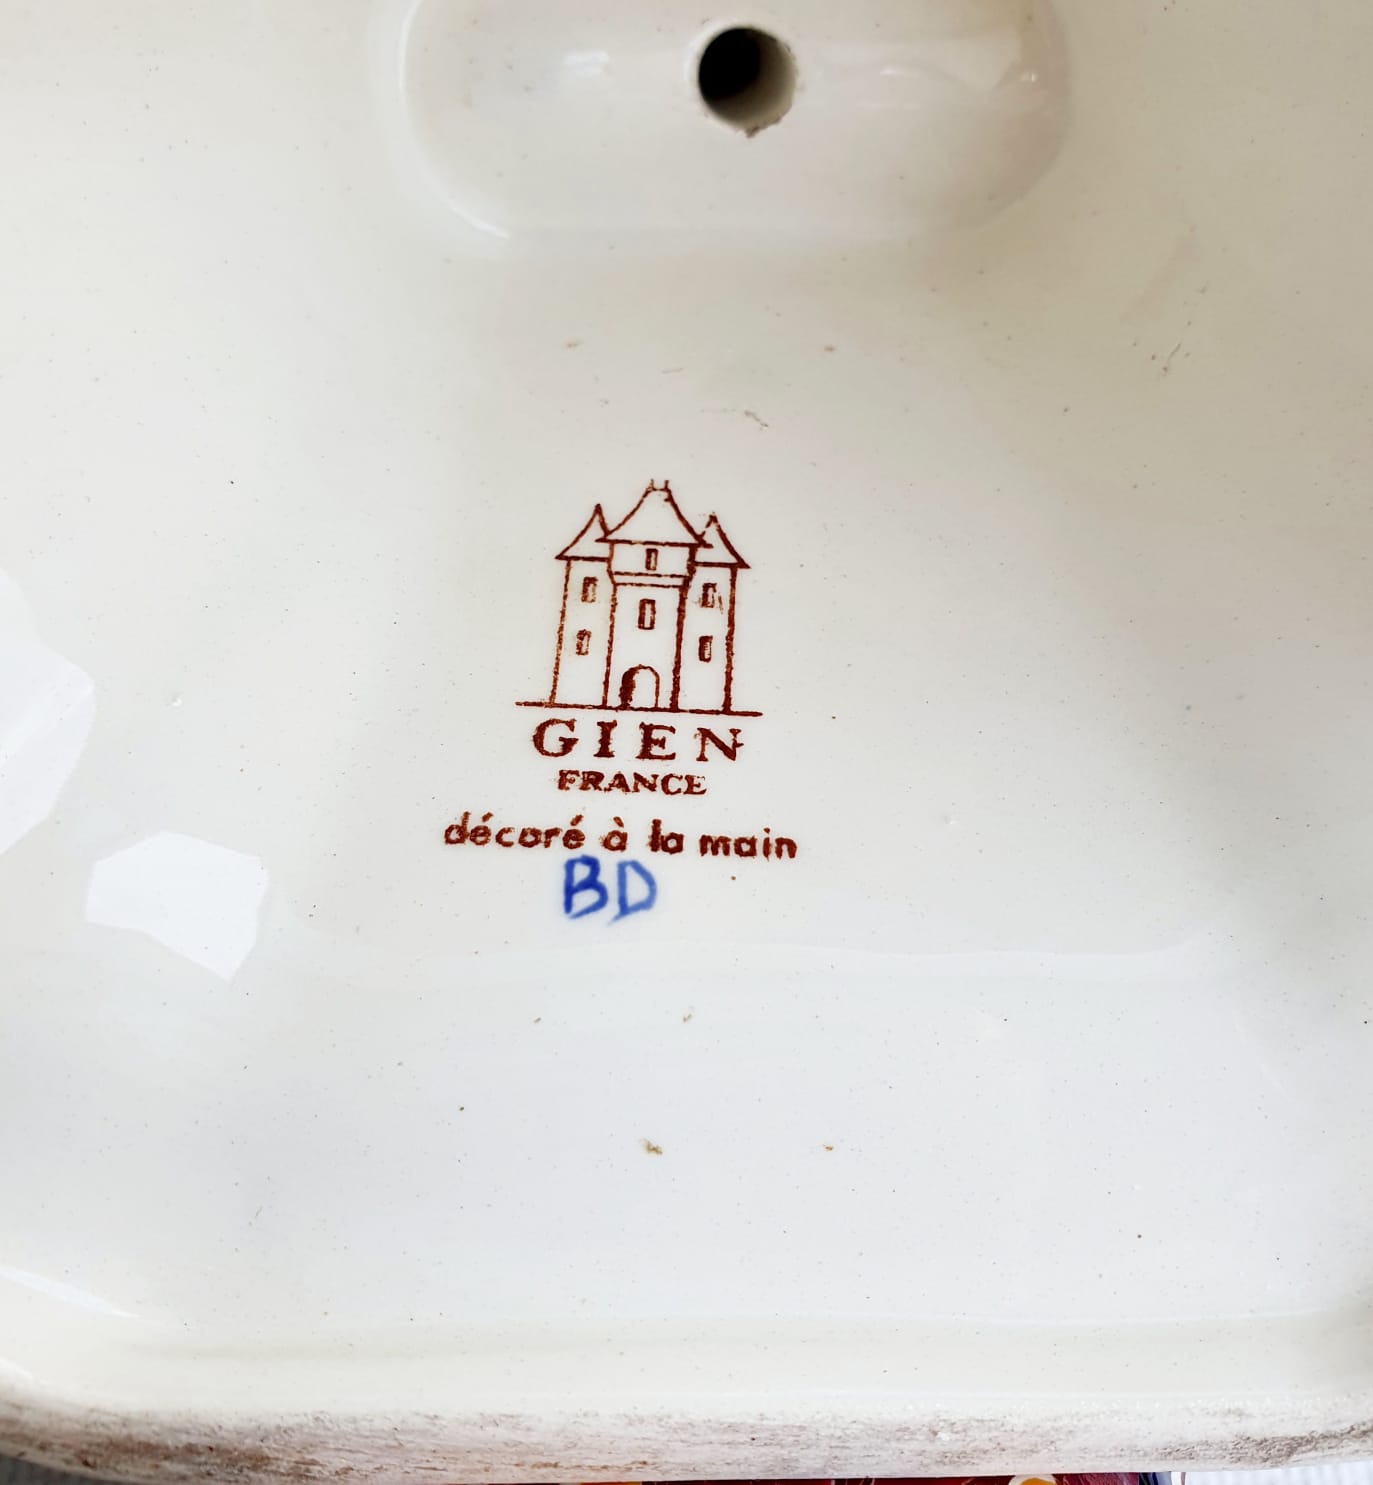 GIEN
FRANCE
décoré à la main
BD